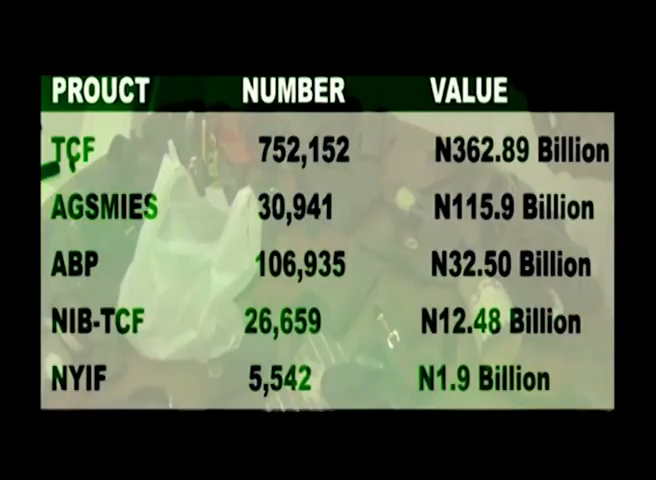 PROUCT NUMBER VALUE
TCF 752,152 N362.89 Billion
AGSMIES 30,941 N115.9 Billion
ABP 106,935 N32.50 Billion
NIB-TCF 26,659 N12.48 Billion
NYIF 5,542 N1.9 Billion